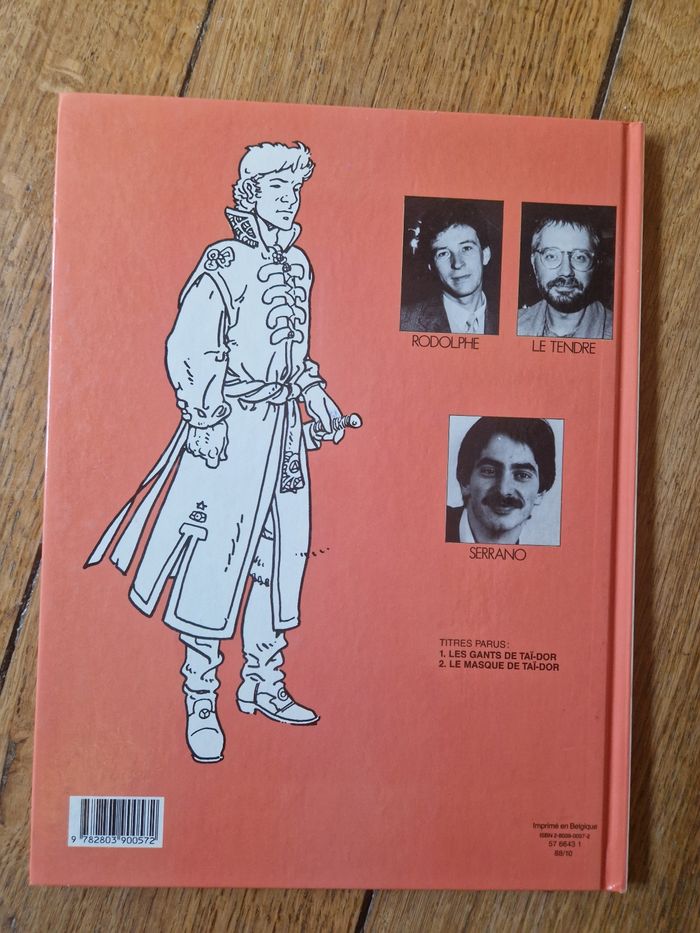 RODOLPHE
LE TENDRE
SERRANO
TITRES PARUS :
1. LES GANTS DE TAÏ-DOR
2. LE MASQUE DE TAÏ-DOR
9 782803 900572
Imprimé en Belgique
ISBN 2-8039-0057-2
57 6643 1
88/10